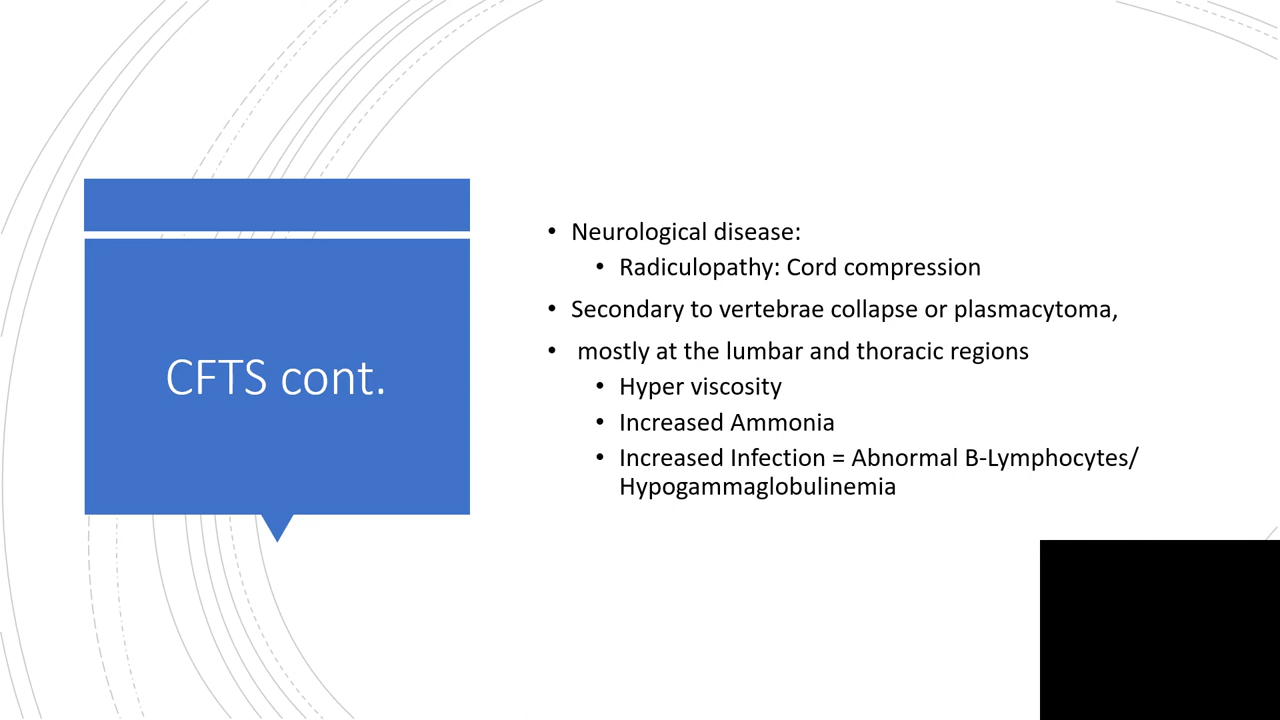 CFTS cont.
• Neurological disease:
• Radiculopathy: Cord compression
• Secondary to vertebrae collapse or plasmacytoma,
• mostly at the lumbar and thoracic regions
• Hyper viscosity
• Increased Ammonia
• Increased Infection = Abnormal B-Lymphocytes/
Hypogammaglobulinemia